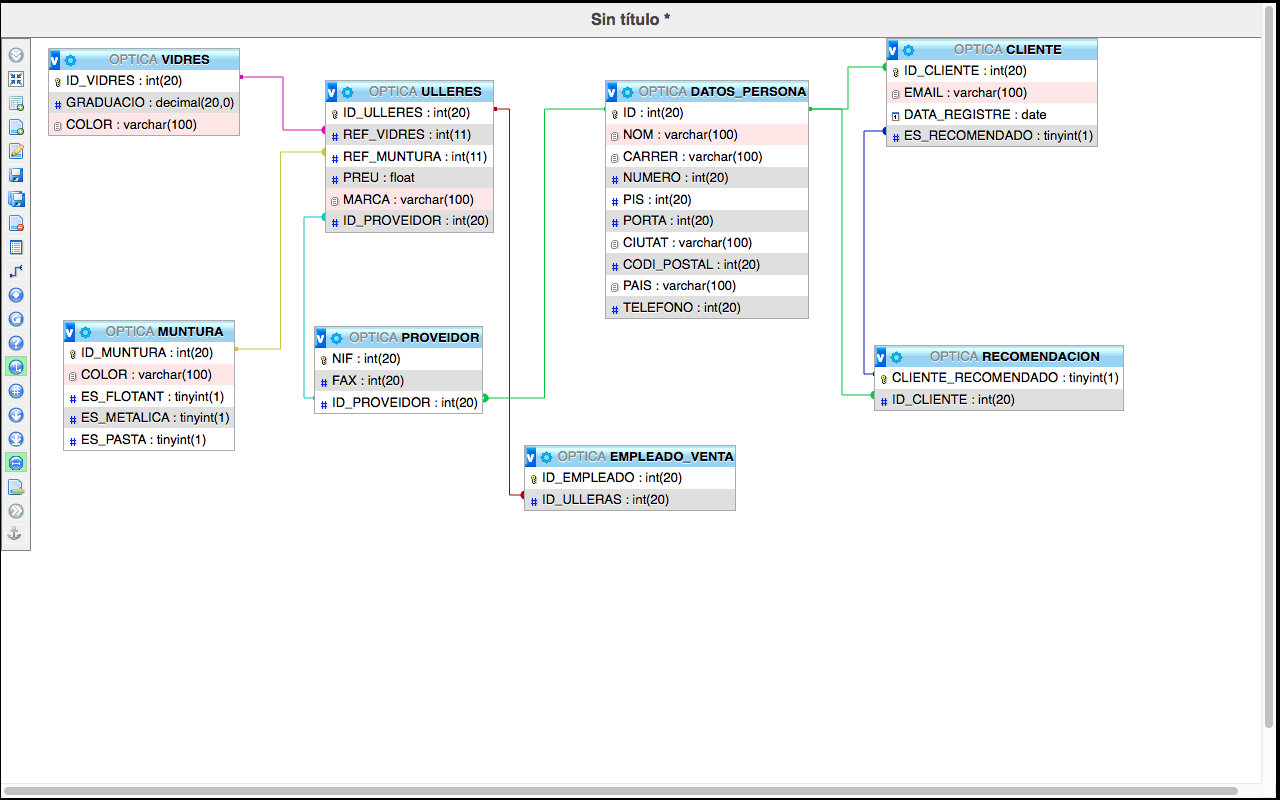 Sin título *
OPTICA VIDRES
ID_VIDRES : int(20)
GRADUACIO : decimal(20,0)
COLOR : varchar(100)
OPTICA ULLERES
ID_ULLERES : int(20)
REF_VIDRES : int(11)
REF_MUNTURA : int(11)
PREU : float
MARCA : varchar(100)
ID_PROVEIDOR : int(20)
OPTICA DATOS_PERSONA
ID : int(20)
NOM : varchar(100)
CARRER : varchar(100)
NUMERO : int(20)
PIS : int(20)
PORTA : int(20)
CIUTAT : varchar(100)
CODI_POSTAL : int(20)
PAIS : varchar(100)
TELEFONO : int(20)
OPTICA CLIENTE
ID_CLIENTE : int(20)
EMAIL : varchar(100)
DATA_REGISTRE : date
ES_RECOMENDADO : tinyint(1)
OPTICA MUNTURA
ID_MUNTURA : int(20)
COLOR : varchar(100)
ES_FLOTANT : tinyint(1)
ES_METALICA : tinyint(1)
ES_PASTA : tinyint(1)
OPTICA PROVEIDOR
NIF : int(20)
FAX : int(20)
ID_PROVEIDOR : int(20)
OPTICA RECOMENDACION
CLIENTE_RECOMENDADO : tinyint(1)
ID_CLIENTE : int(20)
OPTICA EMPLEADO_VENTA
ID_EMPLEADO : int(20)
ID_ULLERAS : int(20)